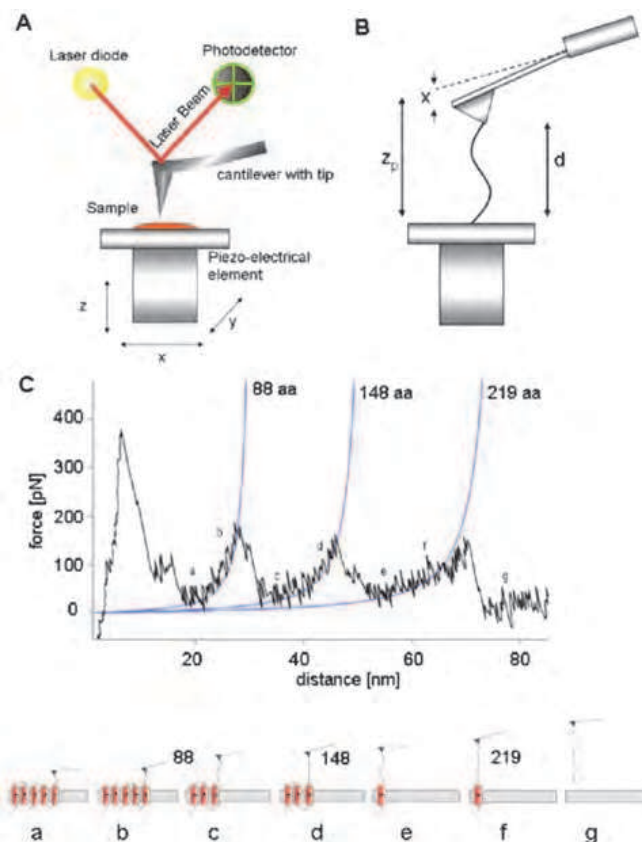 A
Laser diode
Photodetector
Laser Beam
cantilever with tip
Sample
Piezo-electrical
element
z
y
x
B
x
z_p
d
C
88 aa
148 aa
219 aa
400
300
200
100
0
force [pN]
a
b
c
d
e
f
g
20
40
60
80
distance [nm]
88
148
219
a b c d e f g